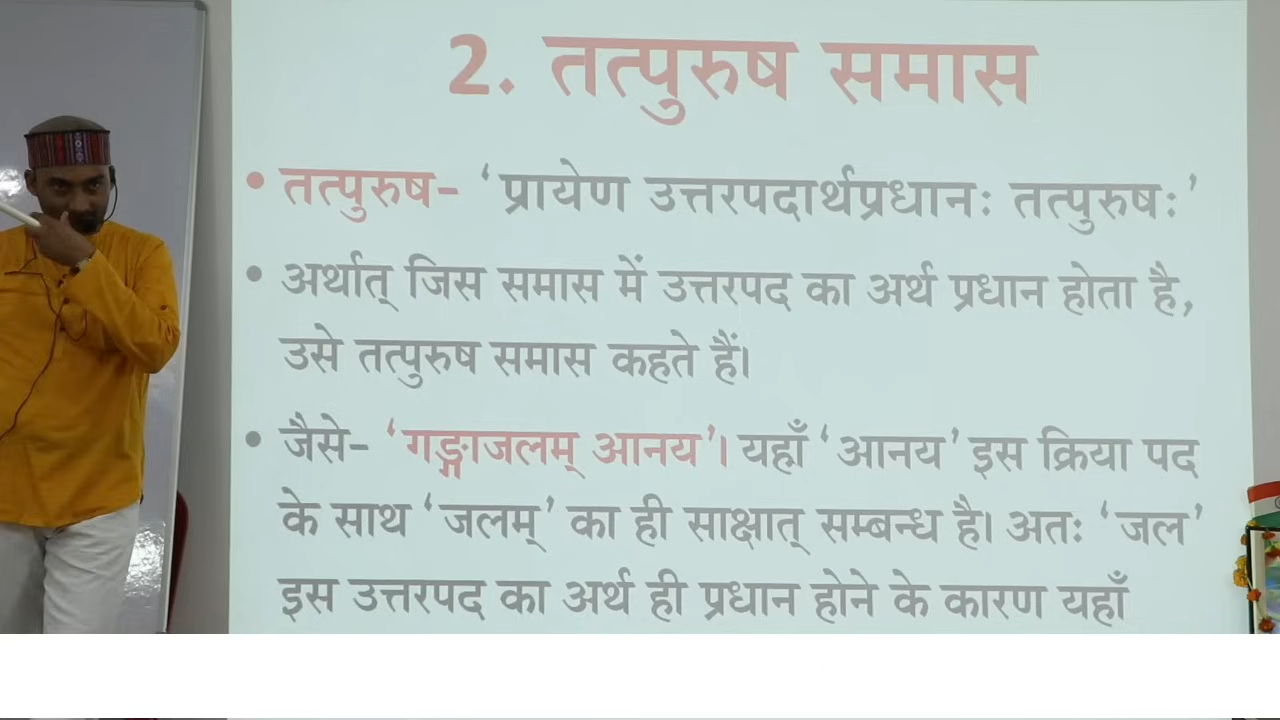 2. तत्पुरुष समास
• तत्पुरुष- ‘प्रायेण उत्तरपदार्थप्रधानः तत्पुरुषः’
• अर्थात् जिस समास में उत्तरपद का अर्थ प्रधान होता है,
उसे तत्पुरुष समास कहते हैं।
• जैसे- ‘गङ्गाजलम् आनय’। यहाँ ‘आनय’ इस क्रिया पद
के साथ ‘जलम्’ का ही साक्षात् सम्बन्ध है। अतः ‘जल’
इस उत्तरपद का अर्थ ही प्रधान होने के कारण यहाँ